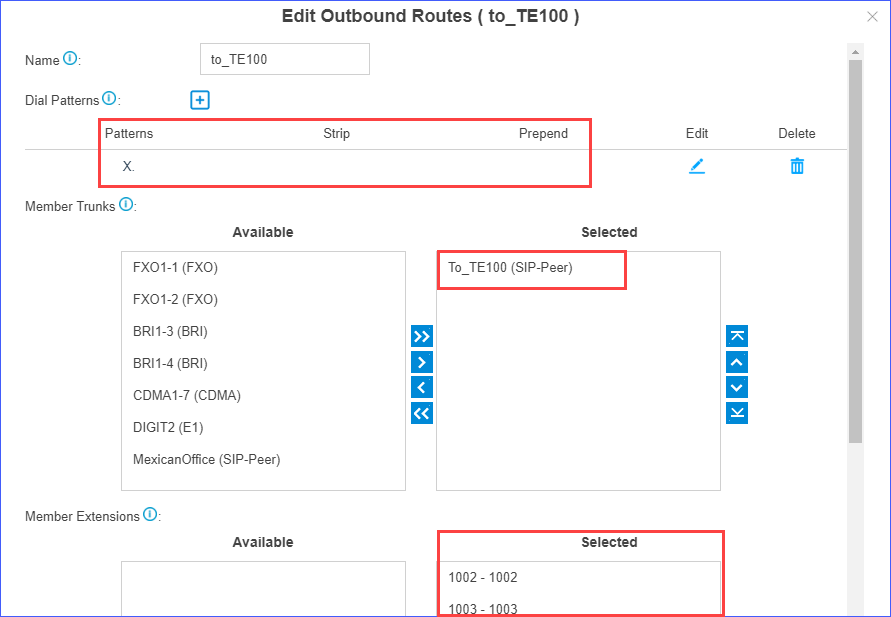 Edit Outbound Routes ( to_TE100 )
Name : to_TE100
Dial Patterns :
Patterns Strip Prepend Edit Delete
X.
Member Trunks :
Available Selected
FXO1-1 (FXO) To_TE100 (SIP-Peer)
FXO1-2 (FXO)
BRI1-3 (BRI)
BRI1-4 (BRI)
CDMA1-7 (CDMA)
DIGIT2 (E1)
MexicanOffice (SIP-Peer)
Member Extensions :
Available Selected
1002 - 1002
1003 - 1003